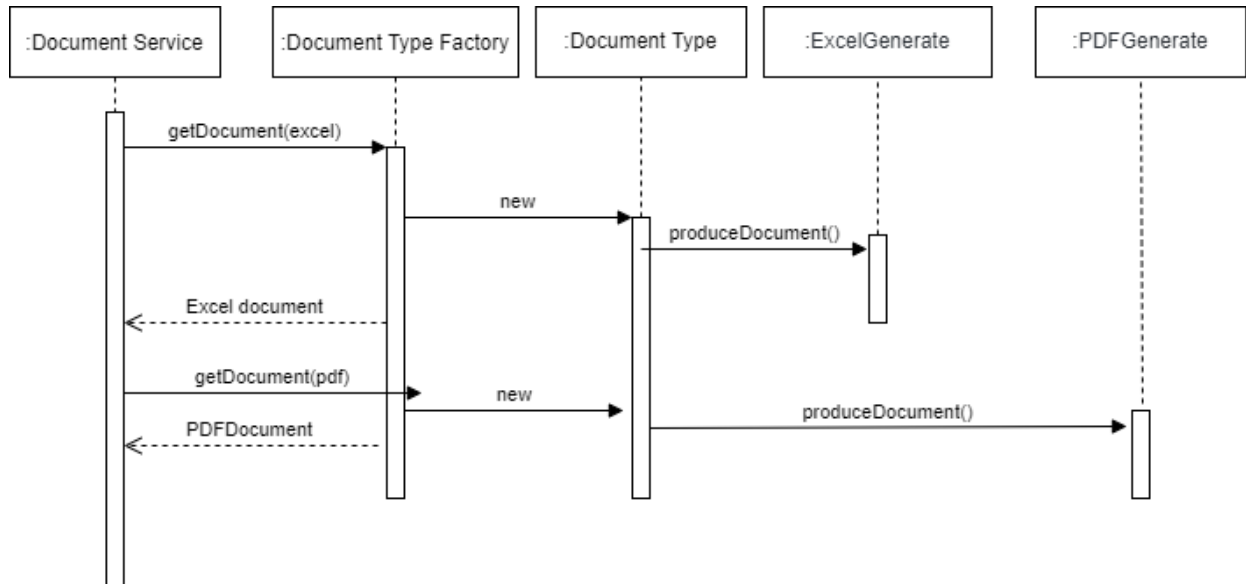 :Document Service
:Document Type Factory
:Document Type
:ExcelGenerate
:PDFGenerate
getDocument(excel)
new
produceDocument()
Excel document
getDocument(pdf)
new
produceDocument()
PDFDocument